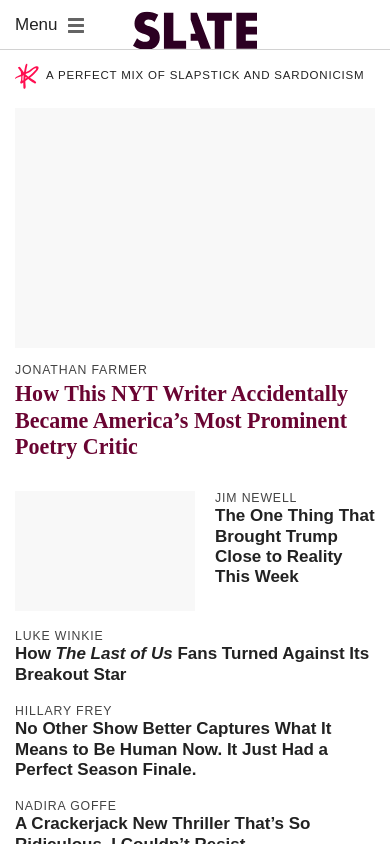 Menu
SLATE
A PERFECT MIX OF SLAPSTICK AND SARDONICISM
JONATHAN FARMER
How This NYT Writer Accidentally
Became America’s Most Prominent
Poetry Critic
JIM NEWELL
The One Thing That
Brought Trump
Close to Reality
This Week
LUKE WINKIE
How The Last of Us Fans Turned Against Its
Breakout Star
HILLARY FREY
No Other Show Better Captures What It
Means to Be Human Now. It Just Had a
Perfect Season Finale.
NADIRA GOFFE
A Crackerjack New Thriller That’s So
Ridiculous, I Couldn’t Resist